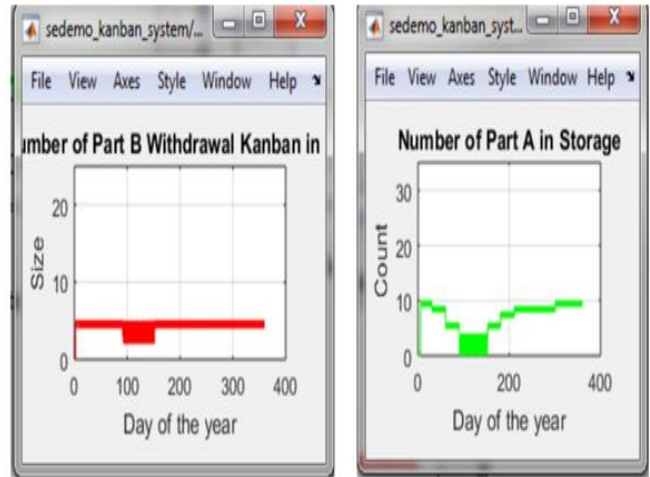 sedemo_kanban_system/...
File View Axes Style Window Help
umber of Part B Withdrawal Kanban in
Size
20
10
0
0 100 200 300 400
Day of the year
sedemo_kanban_syst...
File View Axes Style Window Help
Number of Part A in Storage
Count
30
20
10
0
0 200 400
Day of the year